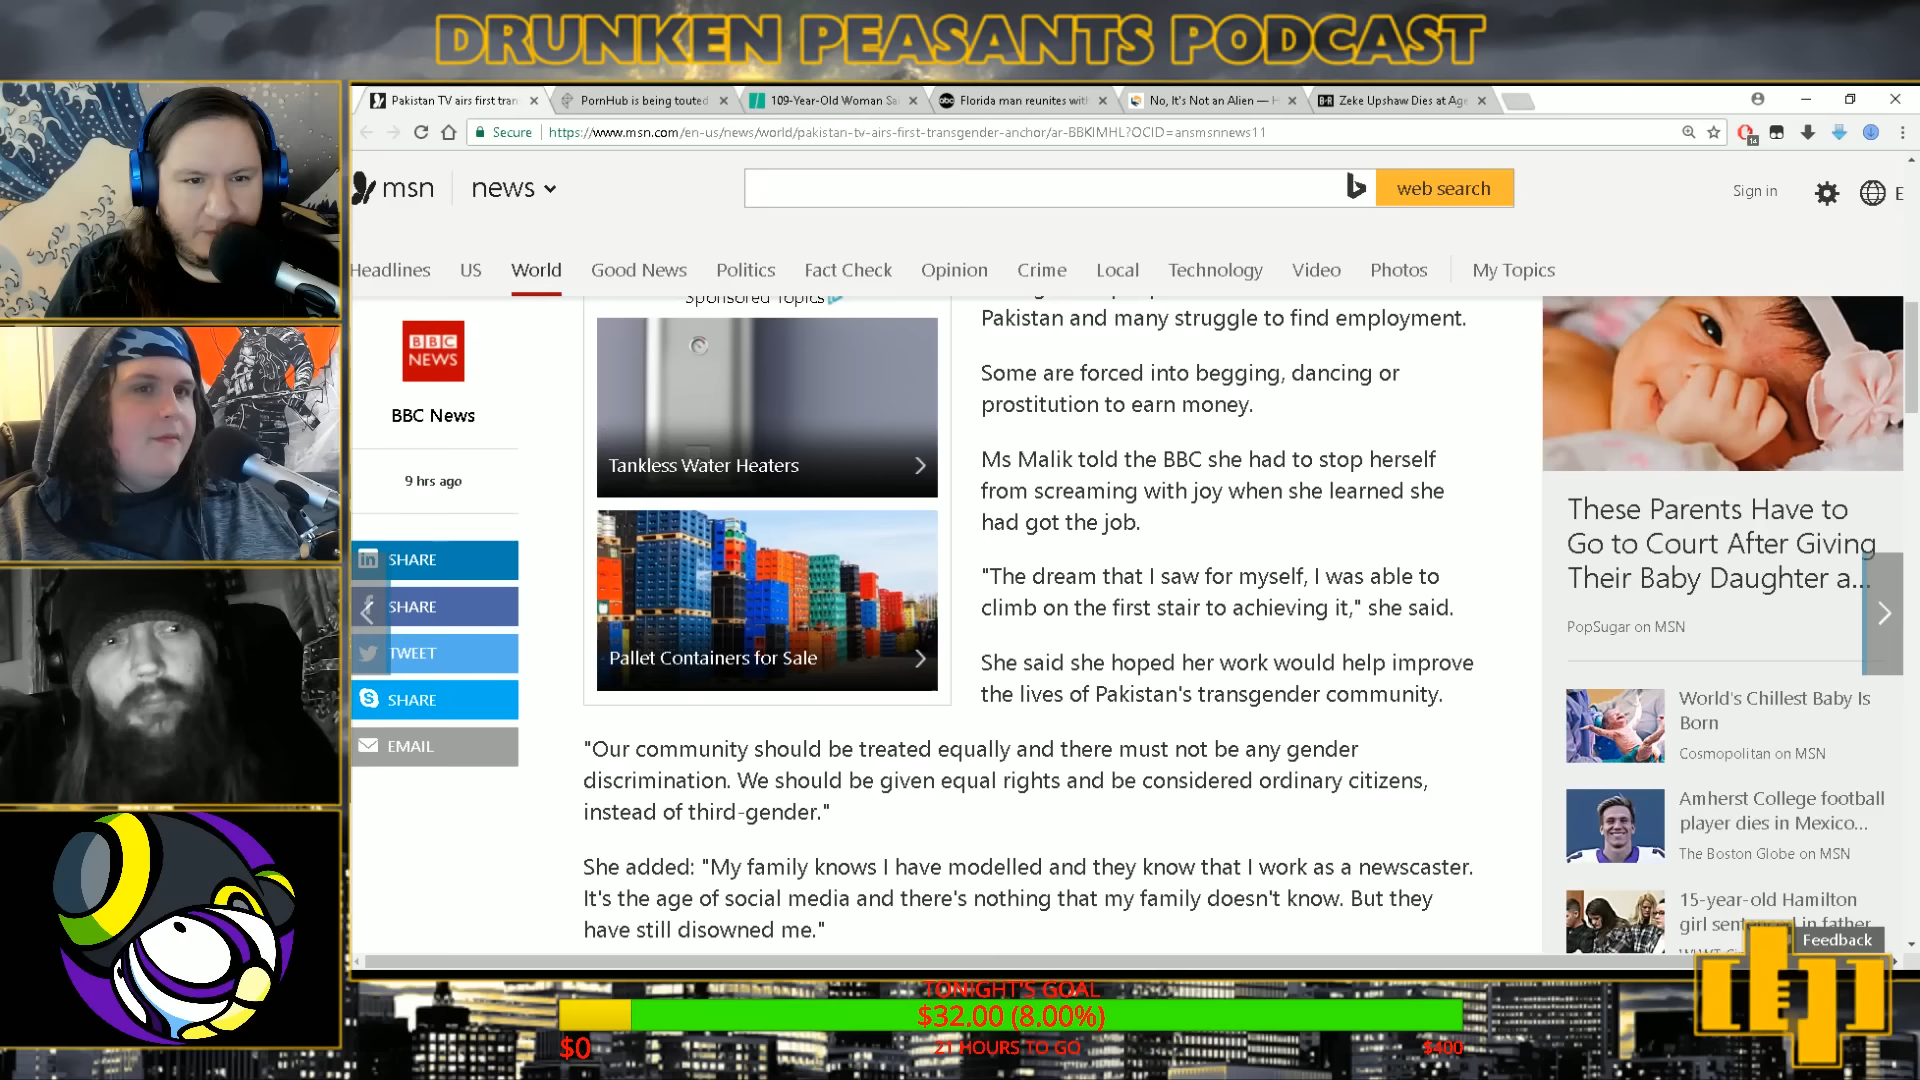 DRUNKEN PEASANTS PODCAST
Pakistan TV airs first tran
PornHub is being touted
109-Year-Old Woman Sa
abc
Florida man reunites wit
No, It's Not an Alien — H
B·R
Zeke Upshaw Dies at Age
Secure
https://www.msn.com/en-us/news/world/pakistan-tv-airs-first-transgender-anchor/ar-BBKIMHL?OCID=ansmsnnews11
14
msn
news
web search
Sign in
E
Headlines
US
World
Good News
Politics
Fact Check
Opinion
Crime
Local
Technology
Video
Photos
My Topics
BBC
NEWS
BBC News
9 hrs ago
SHARE
SHARE
TWEET
SHARE
EMAIL
Sponsored Topics
Tankless Water Heaters
Pallet Containers for Sale
Pakistan and many struggle to find employment.
Some are forced into begging, dancing or
prostitution to earn money.
Ms Malik told the BBC she had to stop herself
from screaming with joy when she learned she
had got the job.
"The dream that I saw for myself, I was able to
climb on the first stair to achieving it," she said.
She said she hoped her work would help improve
the lives of Pakistan's transgender community.
"Our community should be treated equally and there must not be any gender
discrimination. We should be given equal rights and be considered ordinary citizens,
instead of third-gender."
She added: "My family knows I have modelled and they know that I work as a newscaster.
It's the age of social media and there's nothing that my family doesn't know. But they
have still disowned me."
These Parents Have to
Go to Court After Giving
Their Baby Daughter a...
PopSugar on MSN
World's Chillest Baby Is
Born
Cosmopolitan on MSN
Amherst College football
player dies in Mexico...
The Boston Globe on MSN
15-year-old Hamilton
girl in father
Feedback
TONIGHT'S GOAL
$32.00 (8.00%)
$0
21 HOURS TO GO
$400